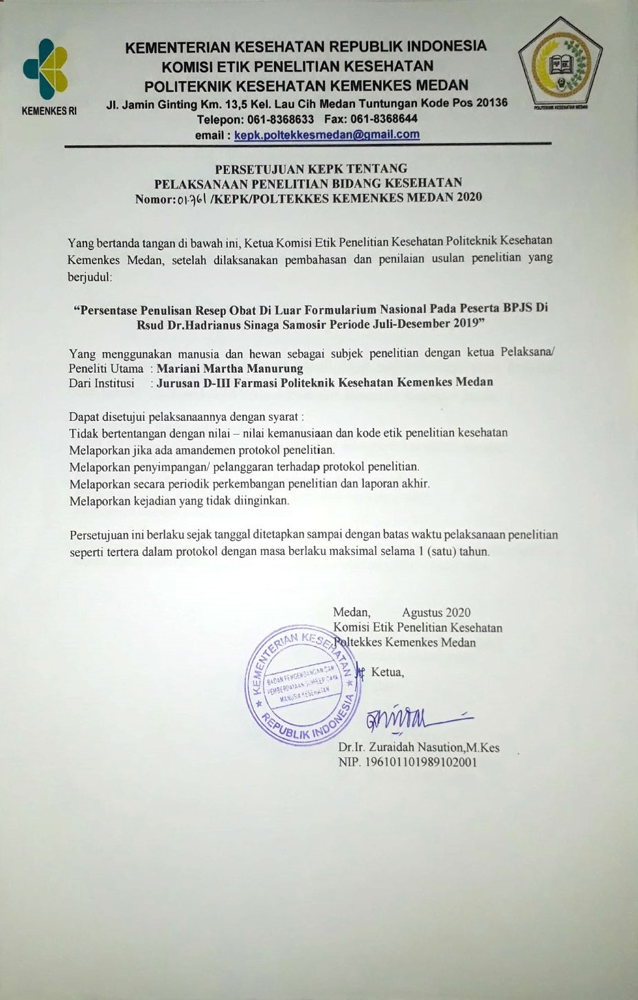 KEMENTERIAN KESEHATAN REPUBLIK INDONESIA
KOMISI ETIK PENELITIAN KESEHATAN
POLITEKNIK KESEHATAN KEMENKES MEDAN
Jl. Jamin Ginting Km. 13,5 Kel. Lau Cih Medan Tuntungan Kode Pos 20136
Telepon: 061-8368633 Fax: 061-8368644
email : kepk.poltekkesmedan@gmail.com
KEMENKES RI
POLITEKNIK KESEHATAN MEDAN
PERSETUJUAN KEPK TENTANG
PELAKSANAAN PENELITIAN BIDANG KESEHATAN
Nomor: 01.761 /KEPK/POLTEKKES KEMENKES MEDAN 2020
Yang bertanda tangan di bawah ini, Ketua Komisi Etik Penelitian Kesehatan Politeknik Kesehatan
Kemenkes Medan, setelah dilaksanakan pembahasan dan penilaian usulan penelitian yang
berjudul:
“Persentase Penulisan Resep Obat Di Luar Formularium Nasional Pada Peserta BPJS Di
Rsud Dr.Hadrianus Sinaga Samosir Periode Juli-Desember 2019”
Yang menggunakan manusia dan hewan sebagai subjek penelitian dengan ketua Pelaksana/
Peneliti Utama : Mariani Martha Manurung
Dari Institusi : Jurusan D-III Farmasi Politeknik Kesehatan Kemenkes Medan
Dapat disetujui pelaksanaannya dengan syarat :
Tidak bertentangan dengan nilai – nilai kemanusiaan dan kode etik penelitian kesehatan
Melaporkan jika ada amandemen protokol penelitian.
Melaporkan penyimpangan/ pelanggaran terhadap protokol penelitian.
Melaporkan secara periodik perkembangan penelitian dan laporan akhir.
Melaporkan kejadian yang tidak diinginkan.
Persetujuan ini berlaku sejak tanggal ditetapkan sampai dengan batas waktu pelaksanaan penelitian
seperti tertera dalam protokol dengan masa berlaku maksimal selama 1 (satu) tahun.
Medan, Agustus 2020
Komisi Etik Penelitian Kesehatan
Poltekkes Kemenkes Medan
Ketua,
KEMENTERIAN KESEHATAN
BADAN PENGEMBANGAN DAN
PEMBERDAYAAN SUMBER DAYA
MANUSIA KESEHATAN
REPUBLIK INDONESIA
Dr.Ir. Zuraidah Nasution,M.Kes
NIP. 196101101989102001